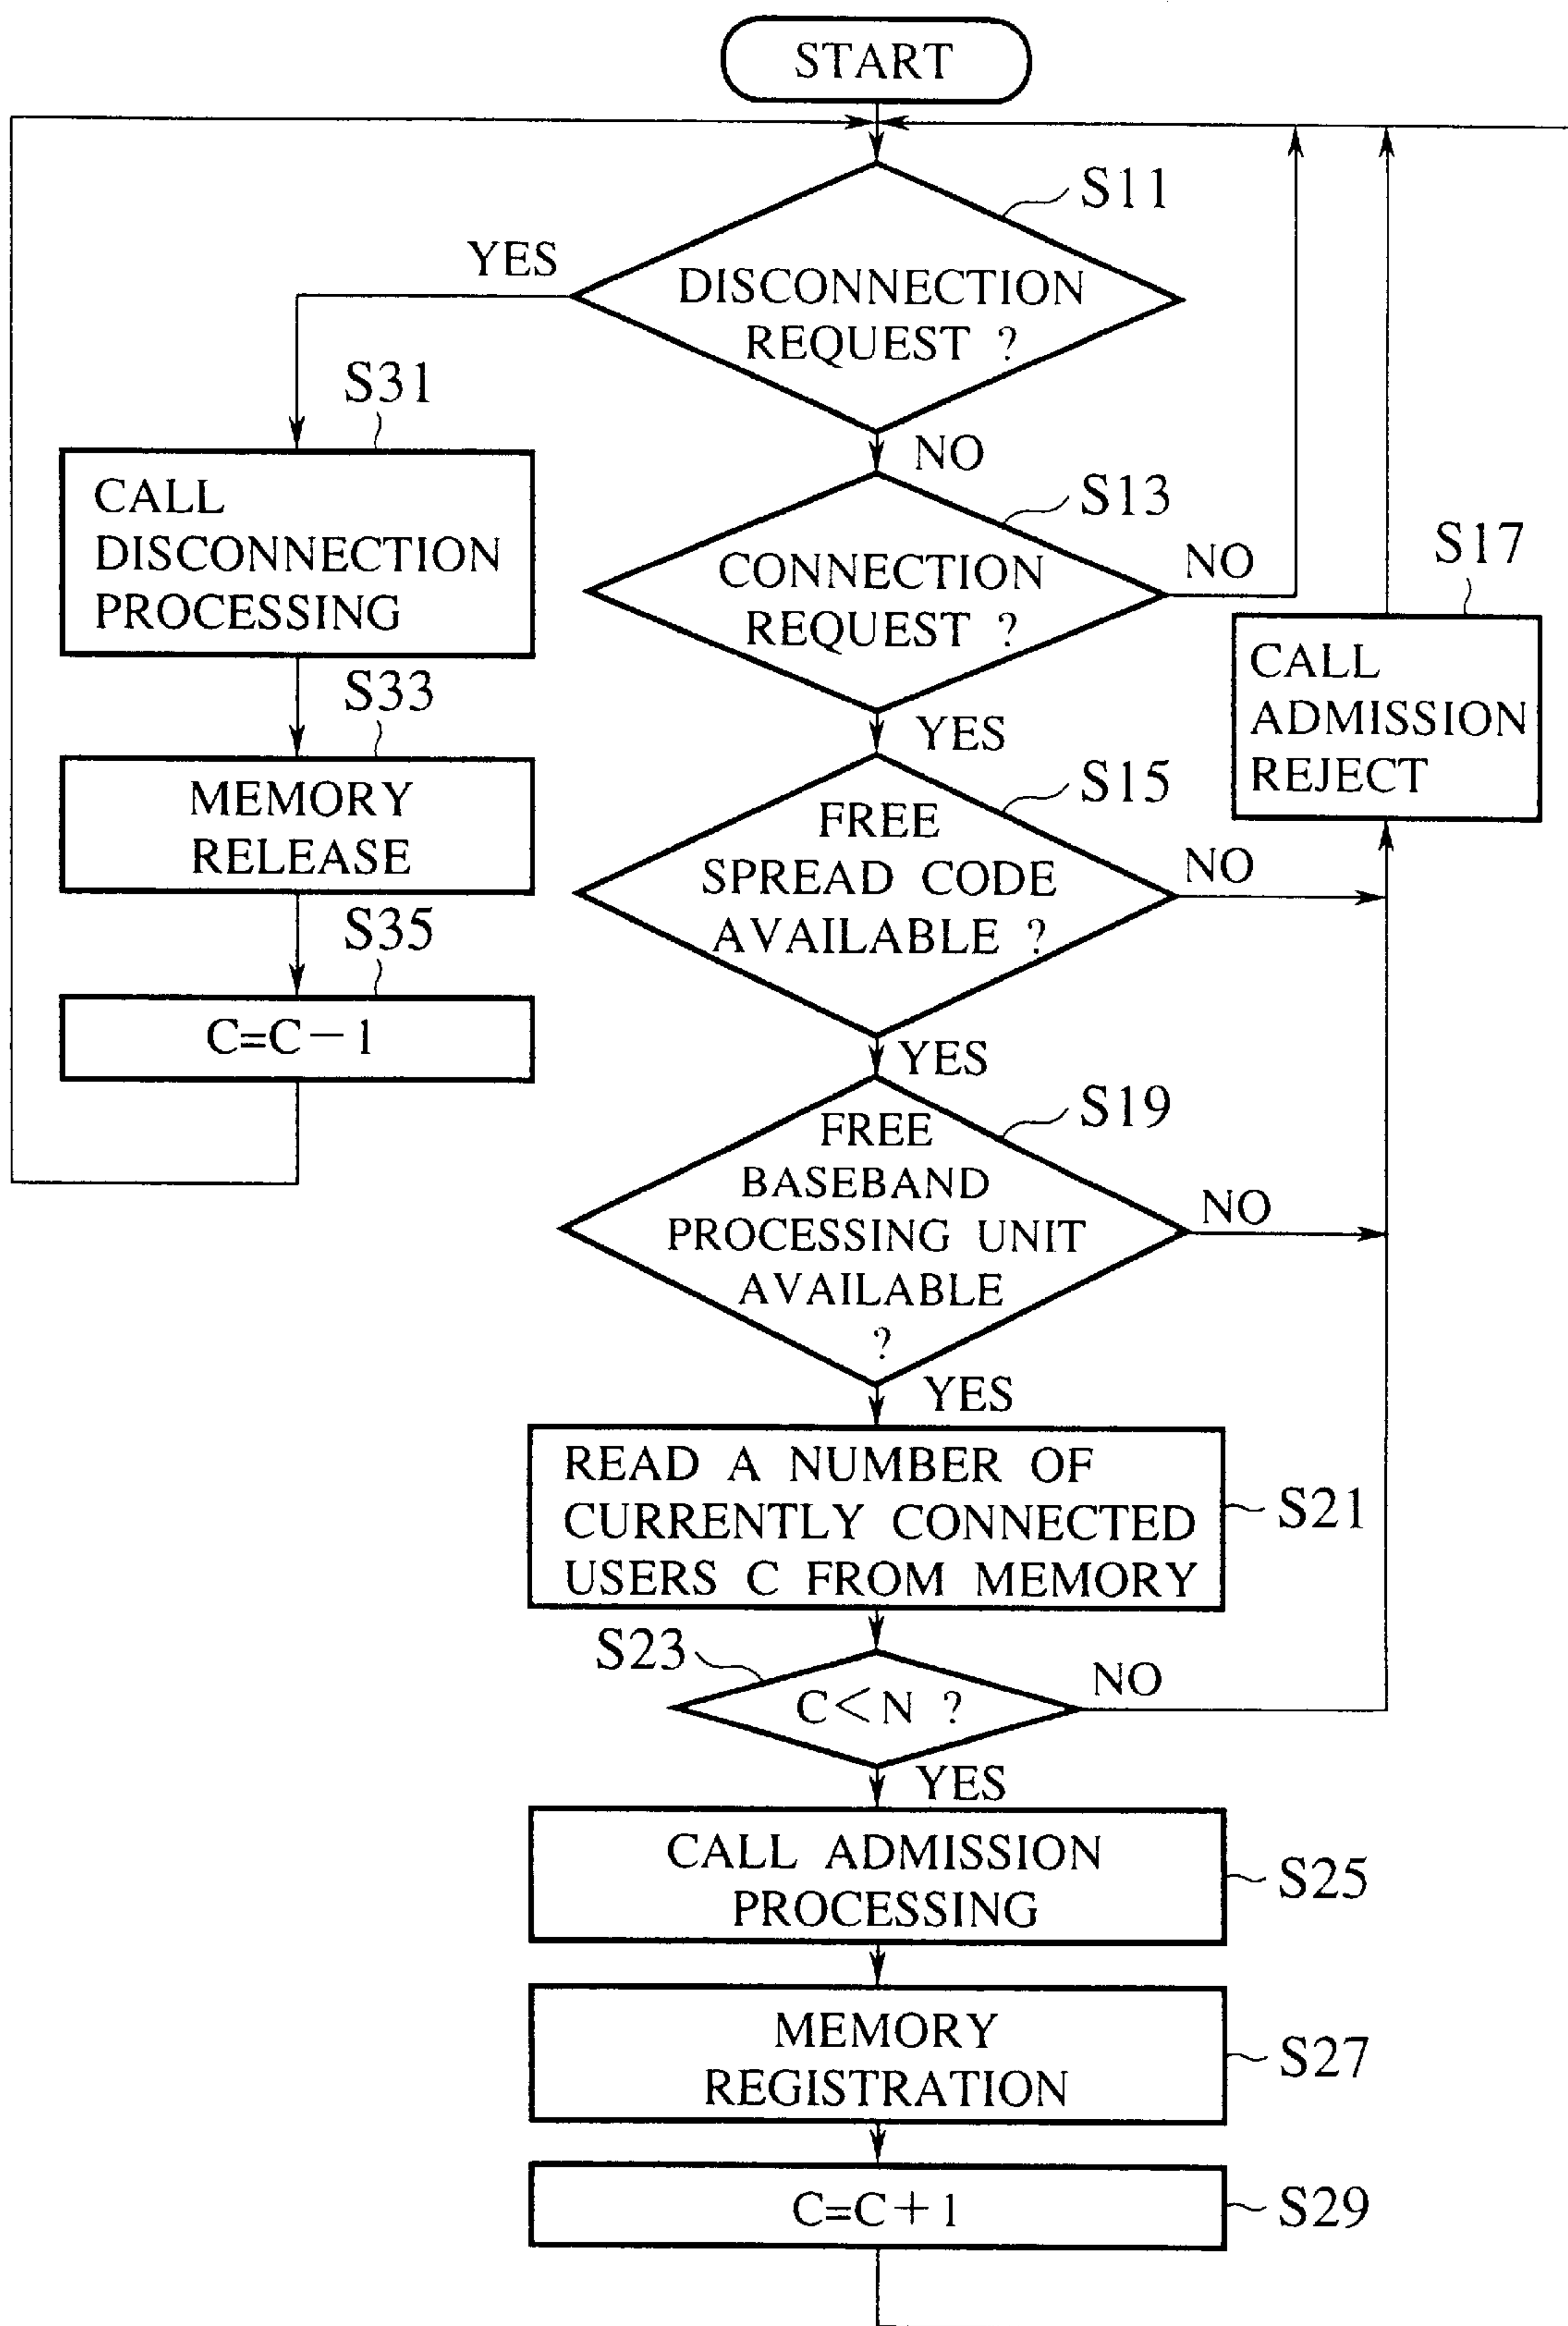 START
S11
YES
DISCONNECTION
REQUEST ?
S31
NO
CALL
DISCONNECTION
PROCESSING
S13
CONNECTION
REQUEST ?
NO
S17
CALL
ADMISSION
REJECT
S33
YES
MEMORY
RELEASE
S15
FREE
SPREAD CODE
AVAILABLE ?
NO
S35
C=C-1
YES
S19
FREE
BASEBAND
PROCESSING UNIT
AVAILABLE
?
NO
YES
READ A NUMBER OF
CURRENTLY CONNECTED
USERS C FROM MEMORY
S21
S23
C<N ?
NO
YES
CALL ADMISSION
PROCESSING
S25
MEMORY
REGISTRATION
S27
C=C+1
S29